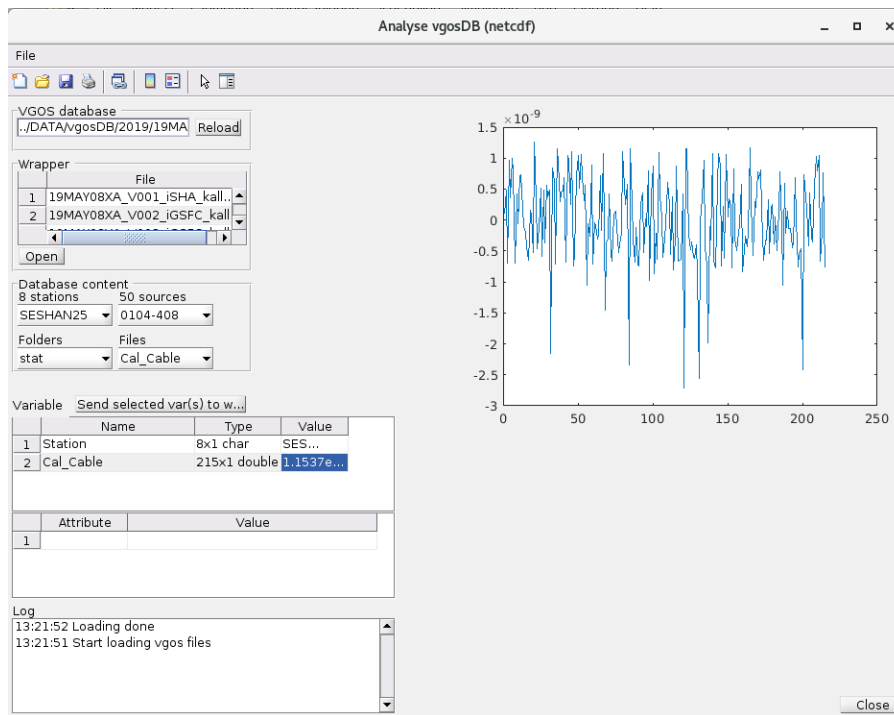 Analyse vgosDB (netcdf)
File
VGOS database
../DATA/vgosDB/2019/19MA
Reload
Wrapper
File
1 19MAY08XA_V001_iSHA_kall...
2 19MAY08XA_V002_iGSFC_kall
Open
Database content
8 stations 50 sources
SESHAN25 0104-408
Folders Files
stat Cal_Cable
Variable Send selected var(s) to w...
Name Type Value
1 Station 8x1 char SES...
2 Cal_Cable 215x1 double 1.1537e...
Attribute Value
1
Log
13:21:52 Loading done
13:21:51 Start loading vgos files
×10-9
1.5
1
0.5
0
-0.5
-1
-1.5
-2
-2.5
-3
0 50 100 150 200 250
Close